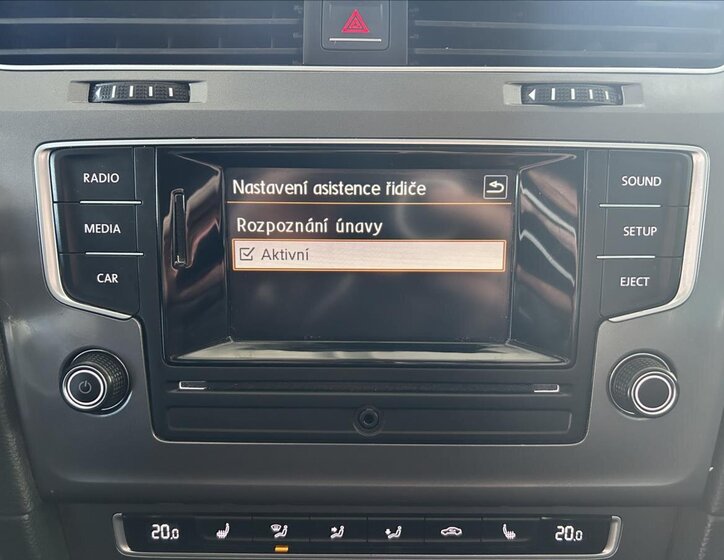 RADIO
SOUND
MEDIA
SETUP
CAR
EJECT
Nastavení asistence řidiče
Rozpoznání únavy
Aktivní
20.0
20.0